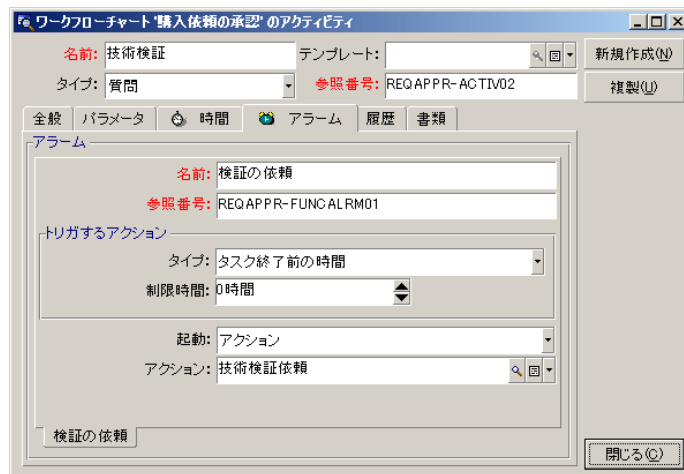 ワークフローチャート'購入依頼の承認'のアクティビティ
名前: 技術検証 テンプレート: 新規作成(N)
タイプ: 質問 参照番号: REQAPPR-ACTIV02 複製(U)
全般 パラメータ 時間 アラーム 履歴 書類
アラーム
名前: 検証の依頼
参照番号: REQAPPR-FUNCALRM01
トリガするアクション
タイプ: タスク終了前の時間
制限時間: 0時間
起動: アクション
アクション: 技術検証依頼
検証の依頼
閉じる(C)